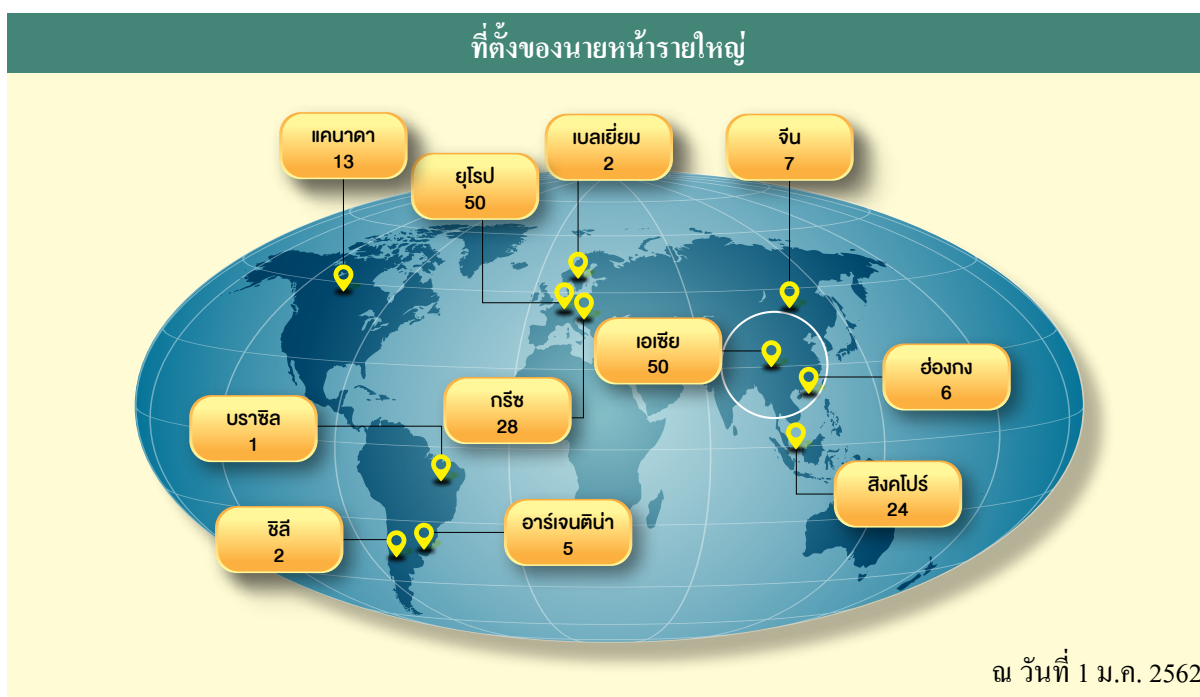 ที่ตั้งของนายหน้ารายใหญ่
แคนาดา
13
ยุโรป
50
เบลเยี่ยม
2
จีน
7
เอเซีย
50
ฮ่องกง
6
กรีซ
28
บราซิล
1
สิงคโปร์
24
ชิลี
2
อาร์เจนติน่า
5
ณ วันที่ 1 ม.ค. 2562